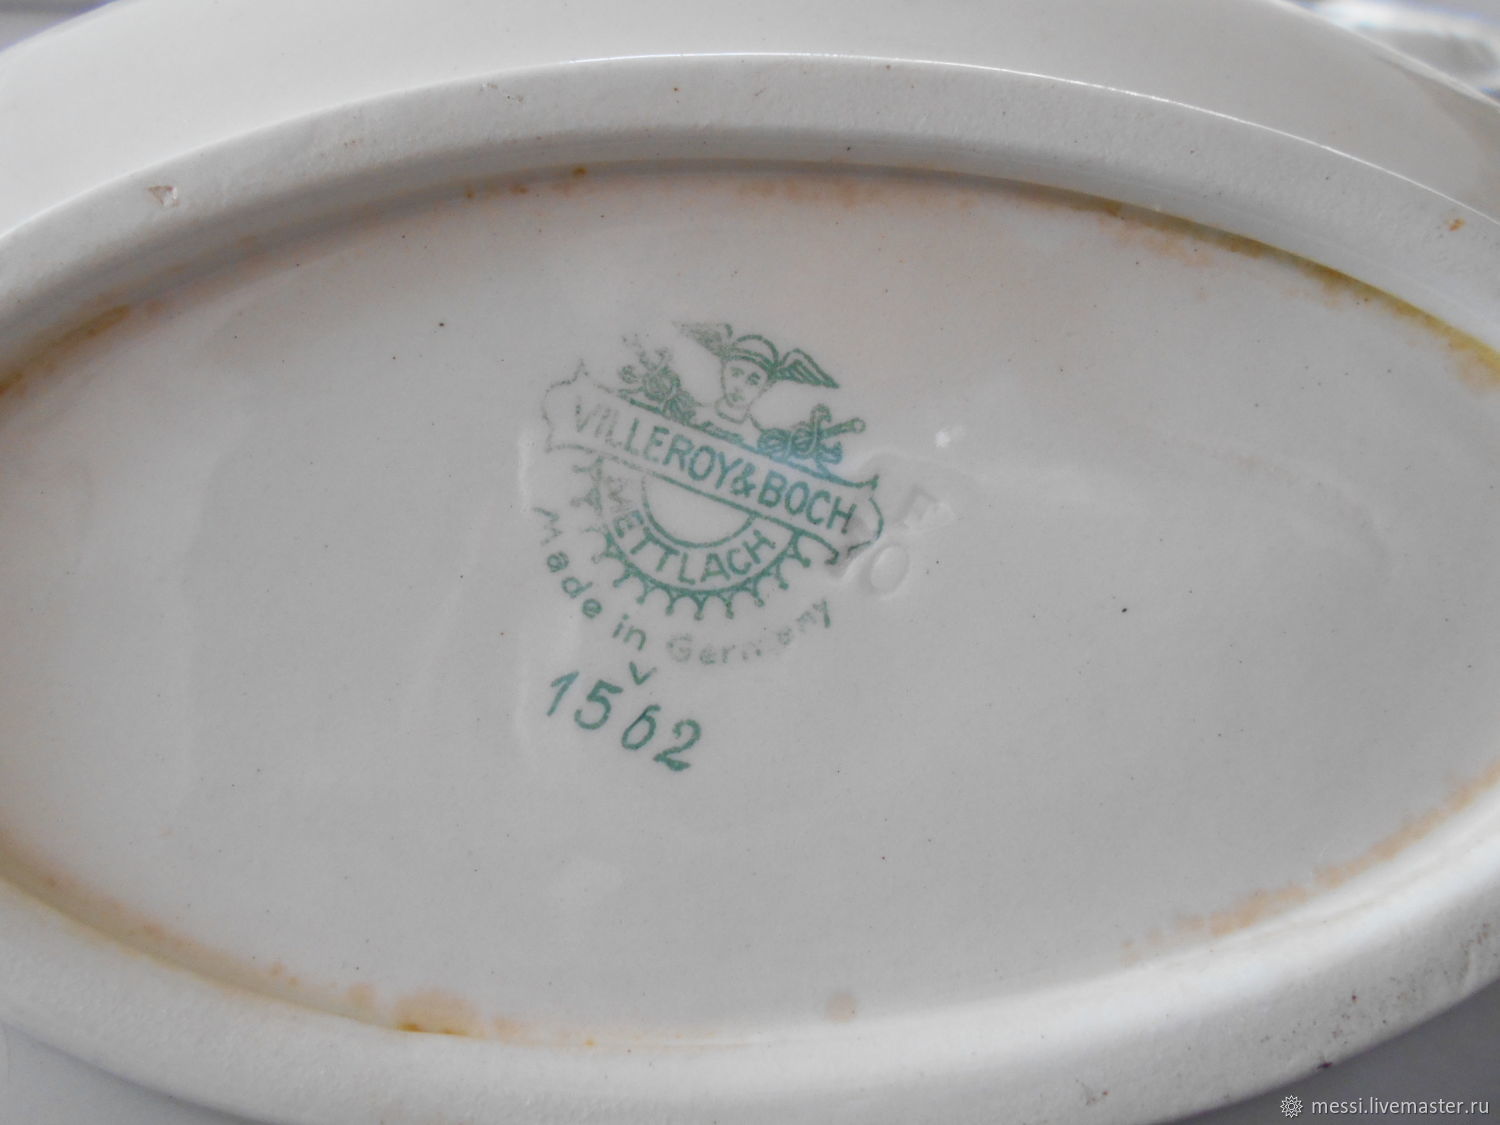 VILLEROY & BOCH
METTLACH
Made in Germany
1562
messi.livemaster.ru